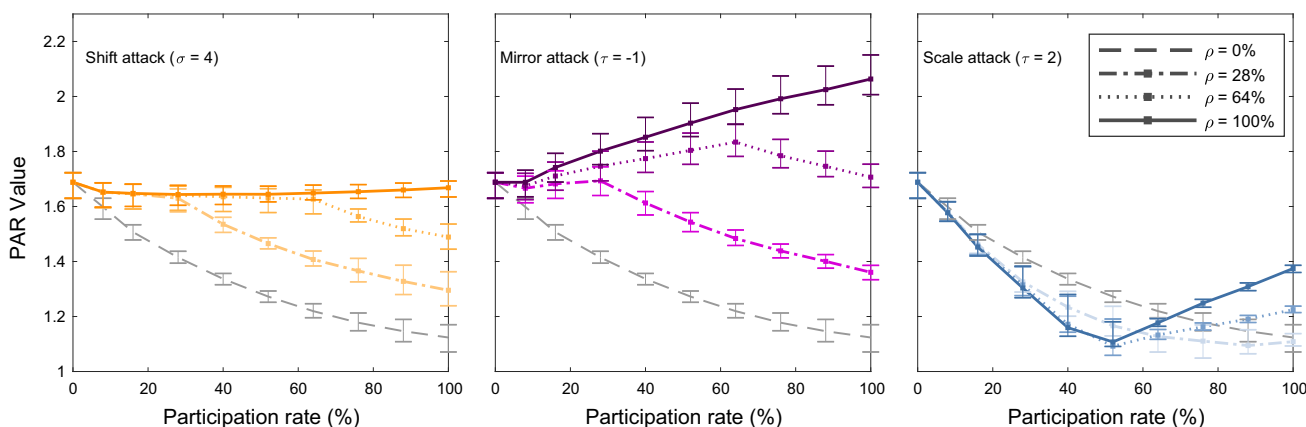 2.2
2
1.8
1.6
1.4
1.2
1
PAR Value
Shift attack (σ = 4)
0 20 40 60 80 100
Participation rate (%)
Mirror attack (τ = -1)
0 20 40 60 80 100
Participation rate (%)
Scale attack (τ = 2)
ρ = 0%
ρ = 28%
ρ = 64%
ρ = 100%
0 20 40 60 80 100
Participation rate (%)